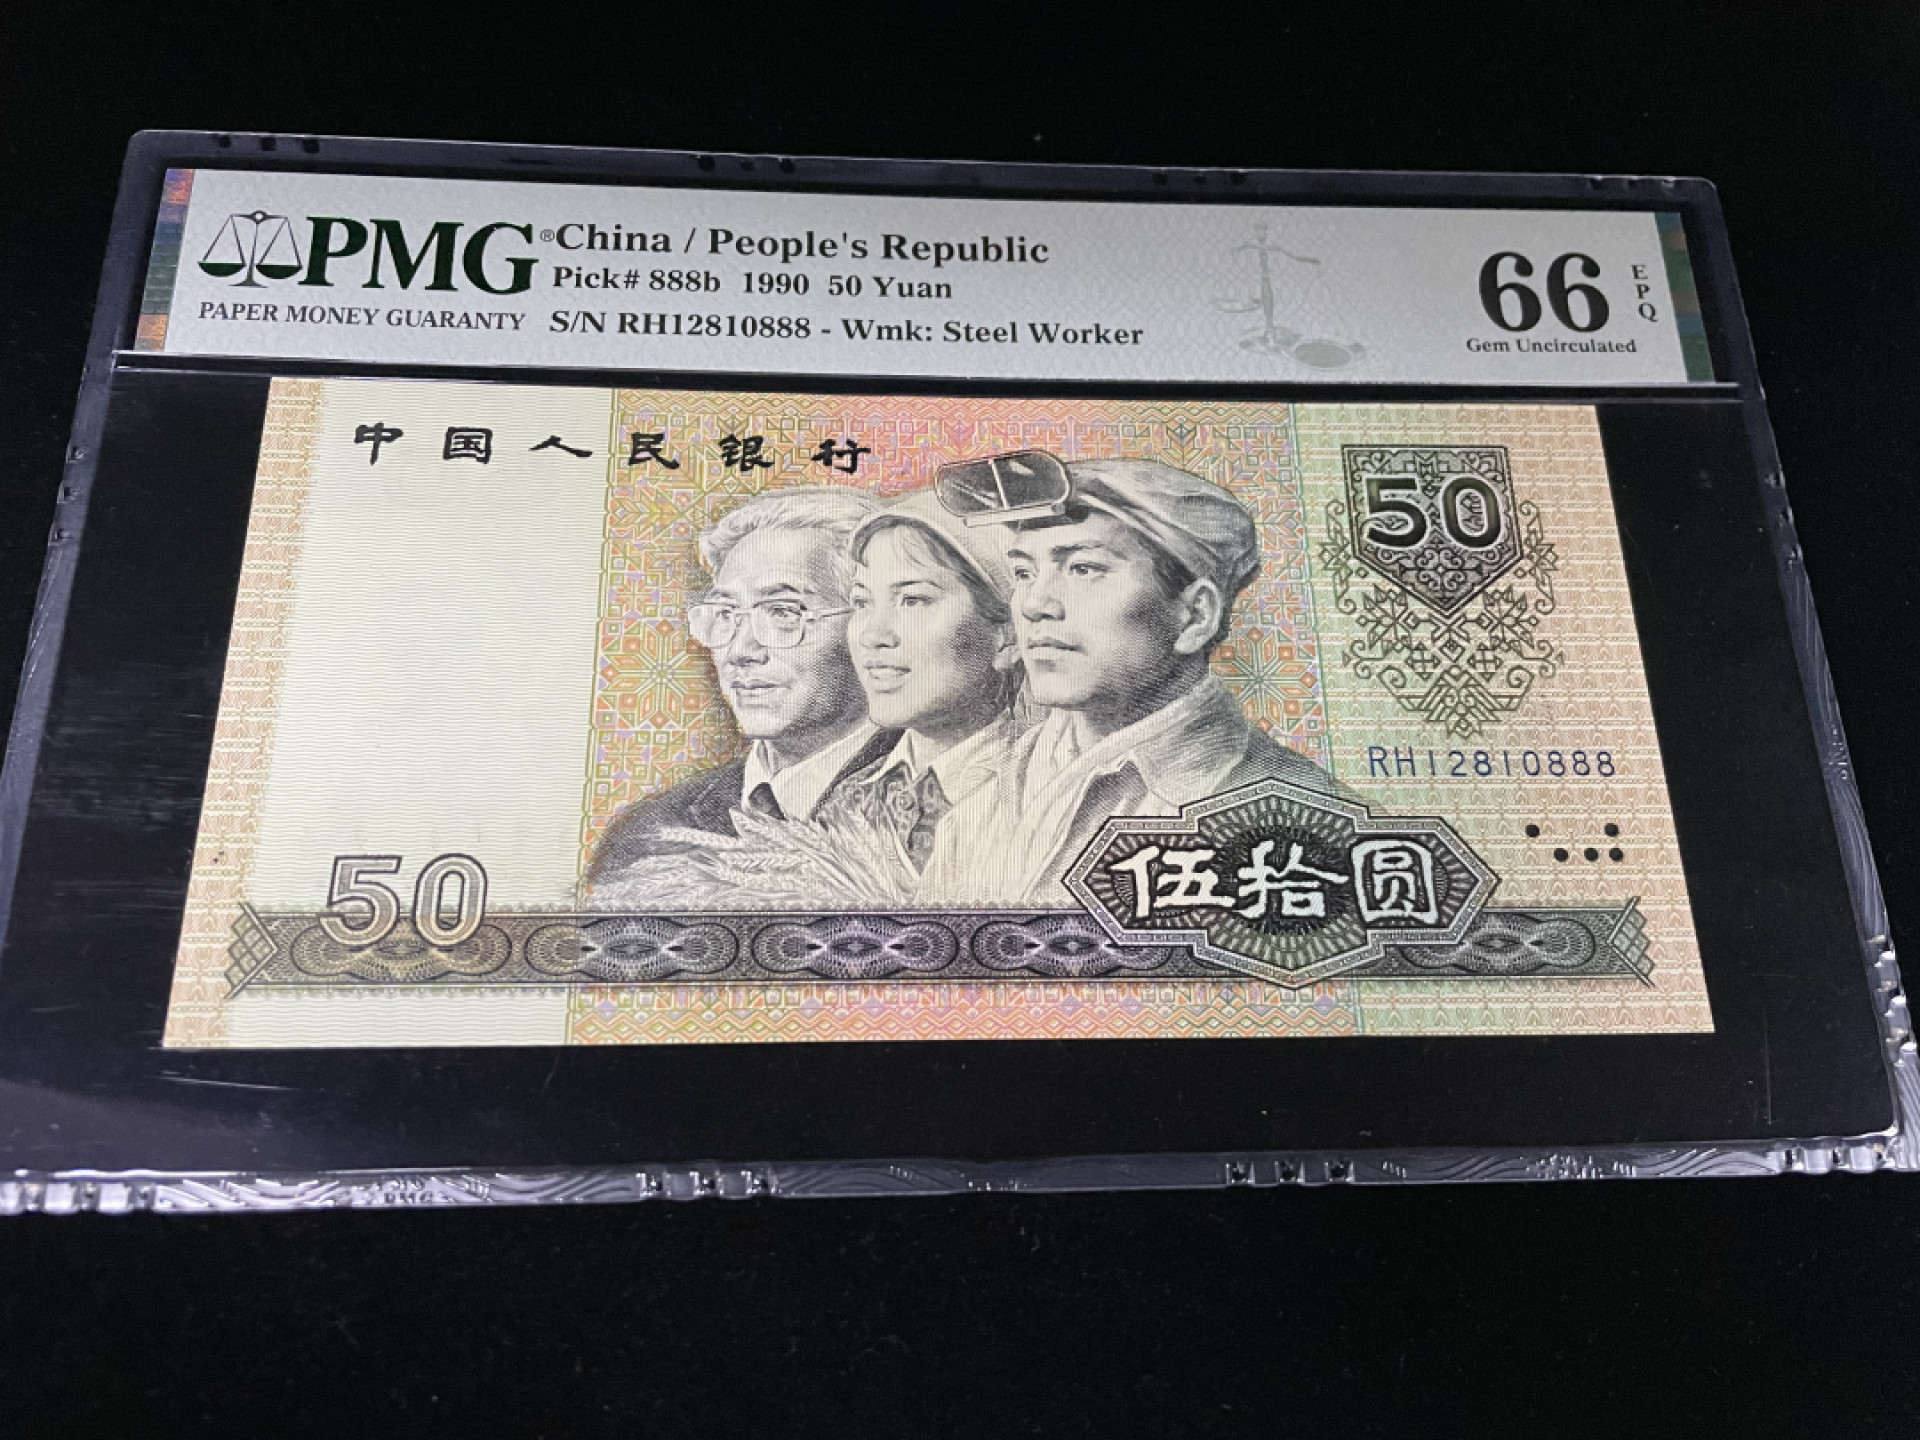 PMG®
PAPER MONEY GUARANTY
China / People's Republic
Pick# 888b 1990 50 Yuan
S/N RH12810888 - Wmk: Steel Worker
66
EPQ
Gem Uncirculated
中国人民银行
50
RH12810888
50
伍拾圆